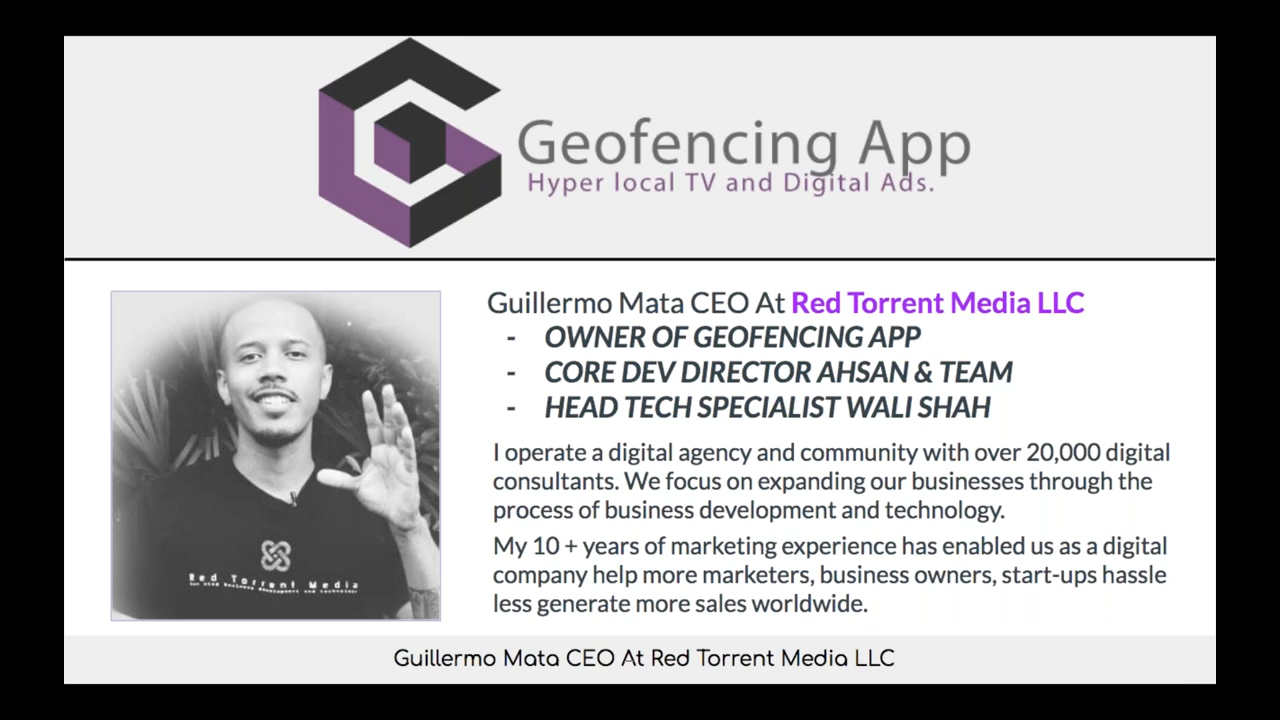 Geofencing App
Hyper local TV and Digital Ads.
Guillermo Mata CEO At Red Torrent Media LLC
- OWNER OF GEOFENCING APP
- CORE DEV DIRECTOR AHSAN & TEAM
- HEAD TECH SPECIALIST WALI SHAH
I operate a digital agency and community with over 20,000 digital
consultants. We focus on expanding our businesses through the
process of business development and technology.
My 10 + years of marketing experience has enabled us as a digital
company help more marketers, business owners, start-ups hassle
less generate more sales worldwide.
Red Torrent Media
Guillermo Mata CEO At Red Torrent Media LLC